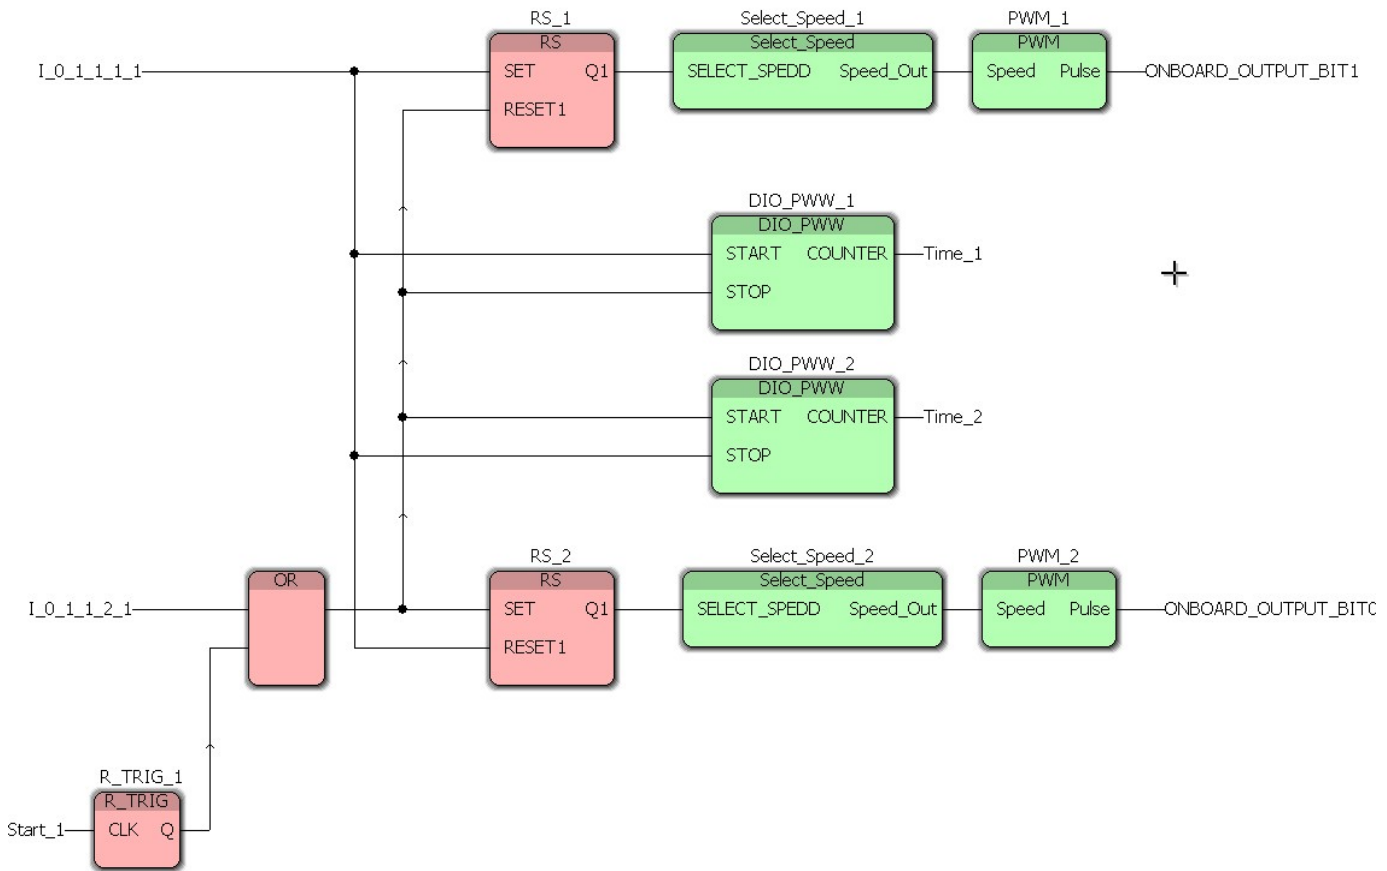 RS_1 Select_Speed_1 PWM_1
RS Select_Speed PWM
I_0_1_1_1_1 SET Q1 SELECT_SPEDD Speed_Out Speed Pulse ONBOARD_OUTPUT_BIT1
RESET1
DIO_PWW_1
DIO_PWW
START COUNTER Time_1
STOP
DIO_PWW_2
DIO_PWW
START COUNTER Time_2
STOP
RS_2 Select_Speed_2 PWM_2
OR RS Select_Speed PWM
I_0_1_1_2_1 SET Q1 SELECT_SPEDD Speed_Out Speed Pulse ONBOARD_OUTPUT_BIT0
RESET1
R_TRIG_1
R_TRIG
Start_1 CLK Q